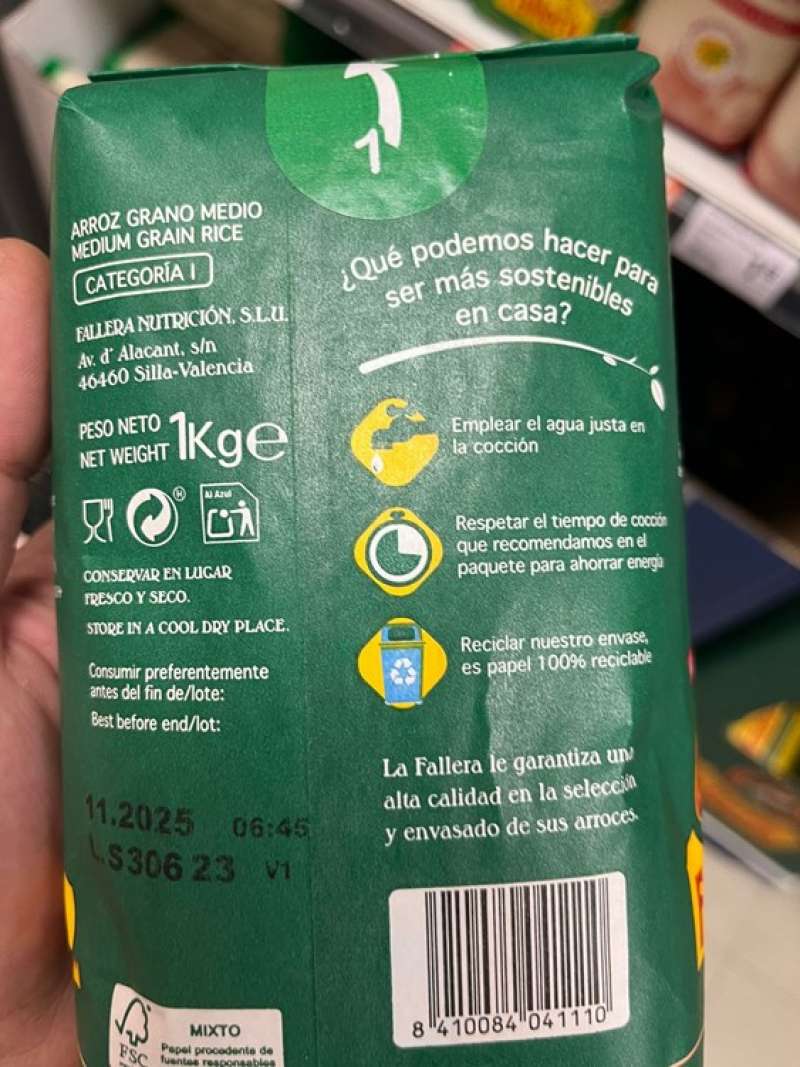 1
ARROZ GRANO MEDIO
MEDIUM GRAIN RICE
CATEGORÍA I
FALLERA NUTRICIÓN, S.L.U.
Av. d' Alacant, s/n
46460 Silla-Valencia
PESO NETO
NET WEIGHT 1Kg e
Al Azul
CONSERVAR EN LUGAR
FRESCO Y SECO.
STORE IN A COOL DRY PLACE.
Consumir preferentemente
antes del fin de/lote:
Best before end/lot:
11.2025 06:45
L.S306 23 V1
MIXTO
Papel procedente de
fuentes responsables
FSC
¿Qué podemos hacer para
ser más sostenibles
en casa?
Emplear el agua justa en
la cocción
Respetar el tiempo de cocción
que recomendamos en el
paquete para ahorrar energía
Reciclar nuestro envase,
es papel 100% reciclable
La Fallera le garantiza una
alta calidad en la selección
y envasado de sus arroces.
8 410084 041110